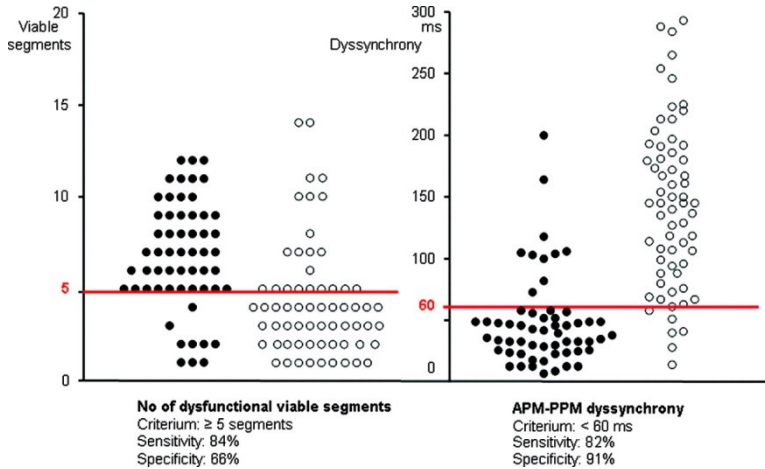 20
Viable
segments
15
10
5
0
300
ms
Dyssynchrony
250
200
150
100
60
0
No of dysfunctional viable segments
Criterium: ≥ 5 segments
Sensitivity: 84%
Specificity: 66%
APM-PPM dyssynchrony
Criterium: < 60 ms
Sensitivity: 82%
Specificity: 91%